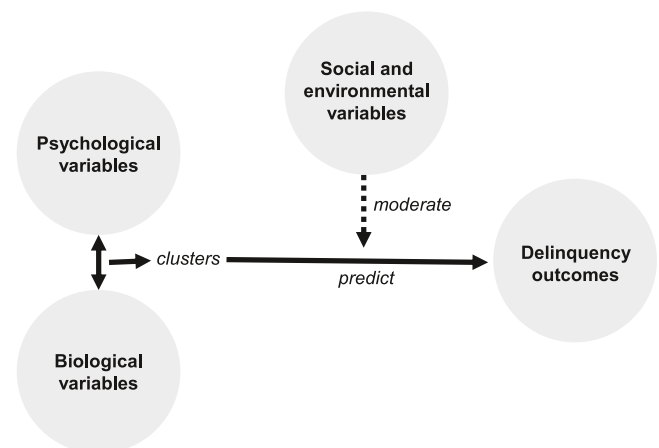 Social and
environmental
variables
Psychological
variables
moderate
clusters
predict
Delinquency
outcomes
Biological
variables